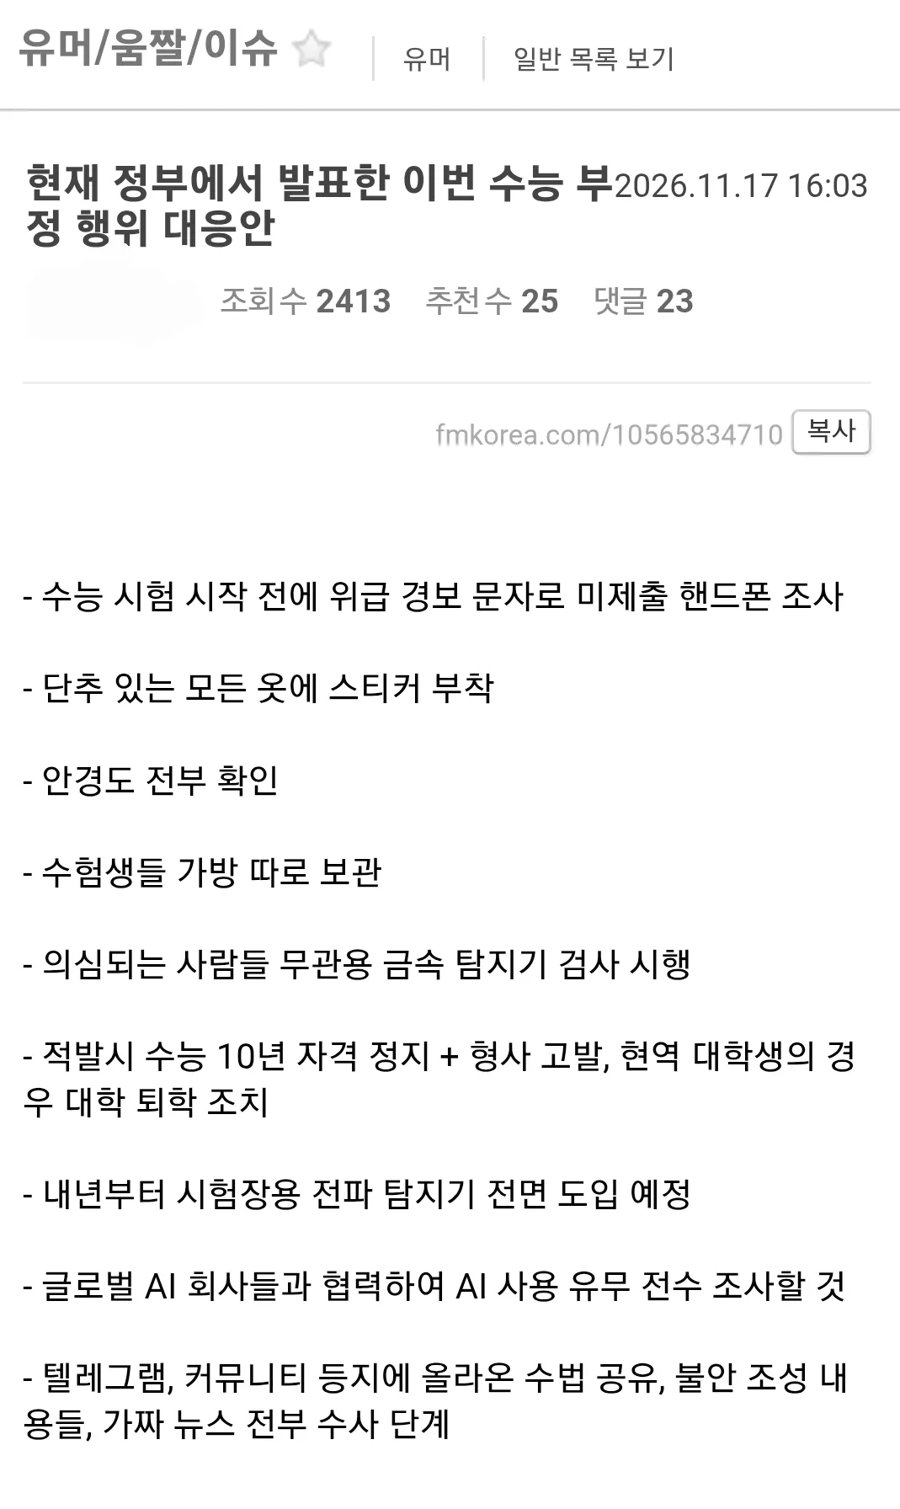 유머/움짤/이슈 유머 일반 목록 보기
현재 정부에서 발표한 이번 수능 부 2026.11.17 16:03
정 행위 대응안
조회 수 2413 추천 수 25 댓글 23
fmkorea.com/10565834710 복사
- 수능 시험 시작 전에 위급 경보 문자로 미제출 핸드폰 조사
- 단추 있는 모든 옷에 스티커 부착
- 안경도 전부 확인
- 수험생들 가방 따로 보관
- 의심되는 사람들 무관용 금속 탐지기 검사 시행
- 적발시 수능 10년 자격 정지 + 형사 고발, 현역 대학생의 경
우 대학 퇴학 조치
- 내년부터 시험장용 전파 탐지기 전면 도입 예정
- 글로벌 AI 회사들과 협력하여 AI 사용 유무 전수 조사할 것
- 텔레그램, 커뮤니티 등지에 올라온 수법 공유, 불안 조성 내
용들, 가짜 뉴스 전부 수사 단계